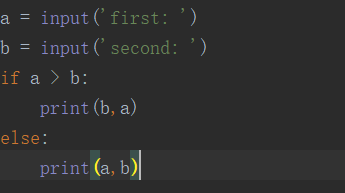 a = input('first: ')
b = input('second: ')
if a > b:
    print(b,a)
else:
    print(a,b)